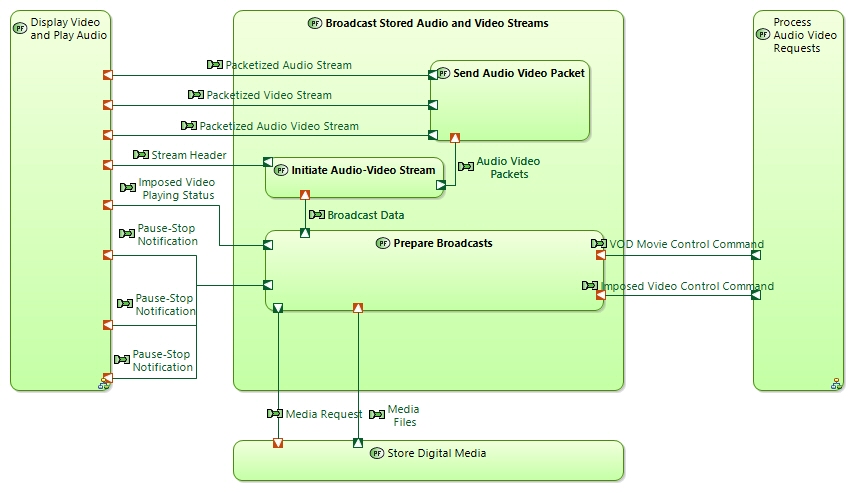 Display Video
and Play Audio
PF
Broadcast Stored Audio and Video Streams
PF
Process
Audio Video
Requests
PF
Packetized Audio Stream
Send Audio Video Packet
PF
Packetized Video Stream
Packetized Audio Video Stream
Stream Header
Initiate Audio-Video Stream
PF
Audio Video
Packets
Imposed Video
Playing Status
Broadcast Data
Pause-Stop
Notification
Prepare Broadcasts
PF
VOD Movie Control Command
Imposed Video Control Command
Pause-Stop
Notification
Pause-Stop
Notification
Media Request
Media
Files
Store Digital Media
PF